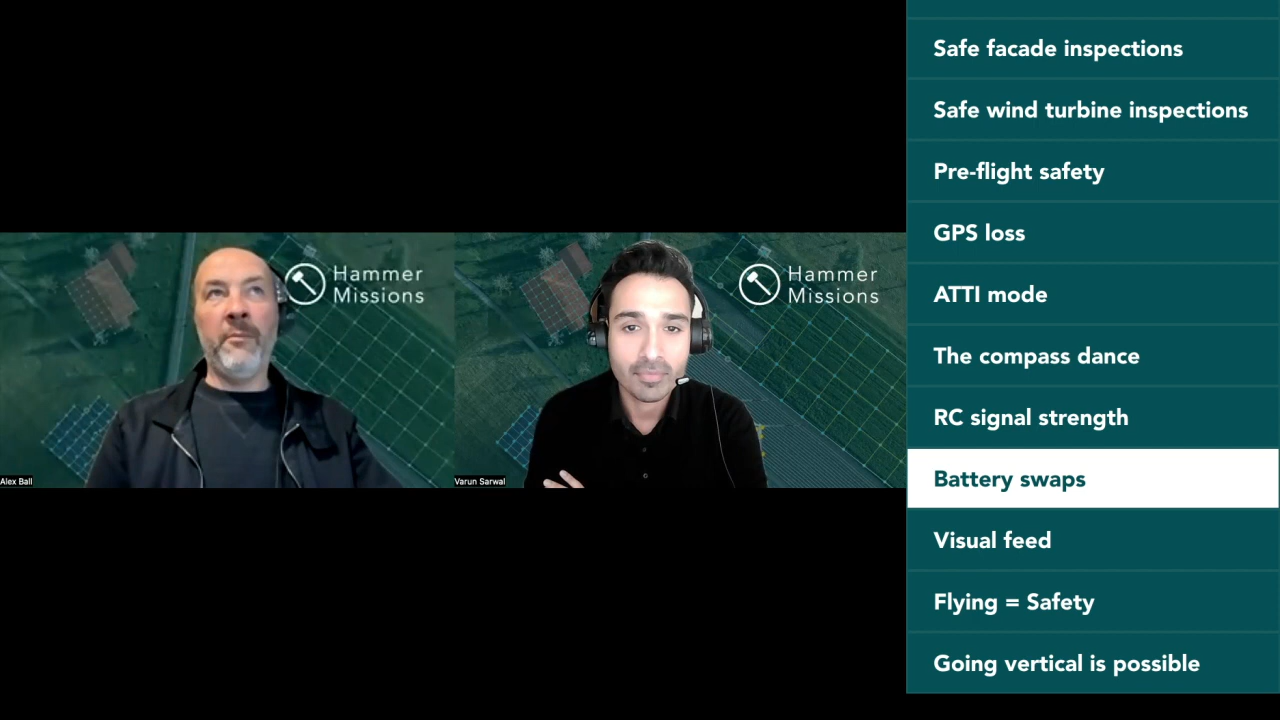 Hammer
Missions
Alex Ball
Hammer
Missions
Varun Sarwal
Safe facade inspections
Safe wind turbine inspections
Pre-flight safety
GPS loss
ATTI mode
The compass dance
RC signal strength
Battery swaps
Visual feed
Flying = Safety
Going vertical is possible